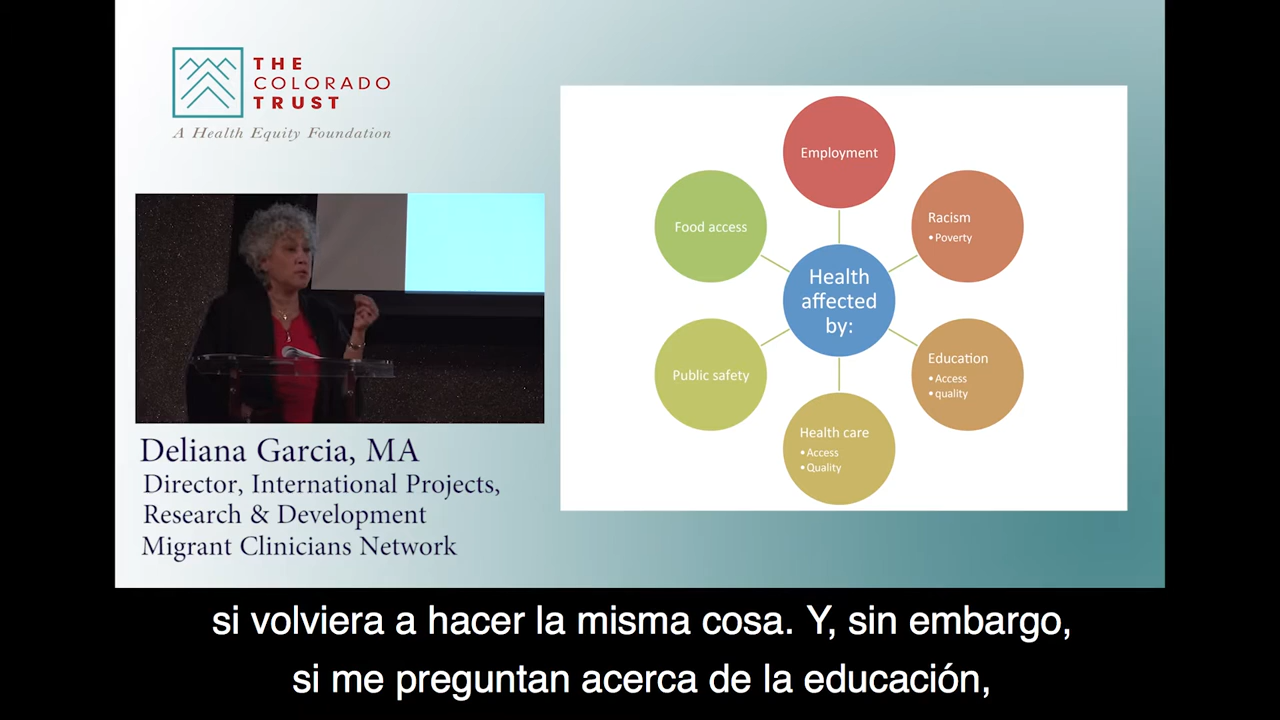 THE
COLORADO
TRUST
A Health Equity Foundation
Deliana Garcia, MA
Director, International Projects,
Research & Development
Migrant Clinicians Network
Employment
Racism
•Poverty
Food access
Health
affected
by:
Education
•Access
•quality
Public safety
Health care
•Access
•Quality
si volviera a hacer la misma cosa. Y, sin embargo,
si me preguntan acerca de la educación,